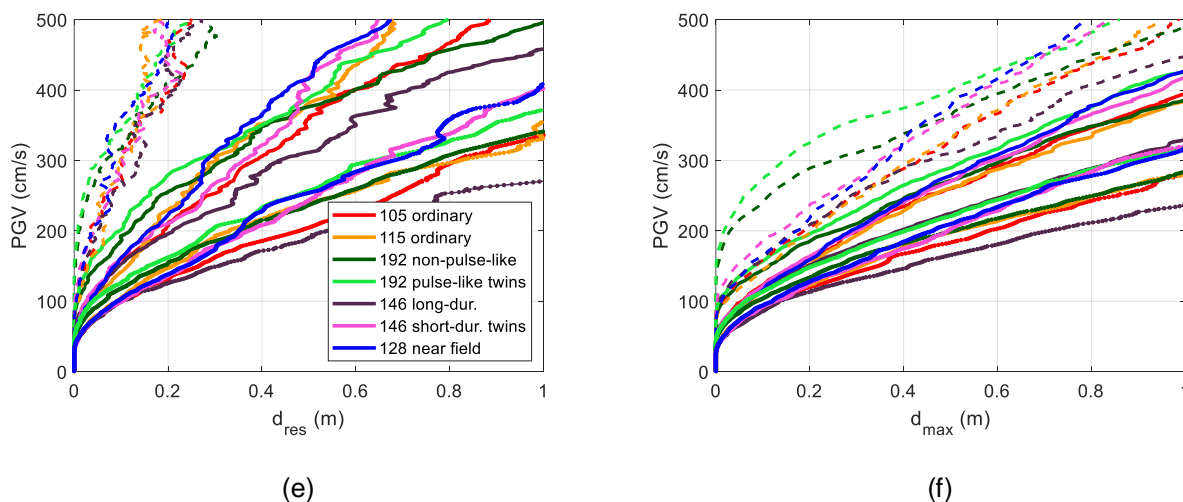 500
400
300
200
100
0
PGV (cm/s)
0
0.2
0.4
0.6
0.8
1
d_res (m)
105 ordinary
115 ordinary
192 non-pulse-like
192 pulse-like twins
146 long-dur.
146 short-dur. twins
128 near field
(e)
500
400
300
200
100
0
PGV (cm/s)
0
0.2
0.4
0.6
0.8
1
d_max (m)
(f)